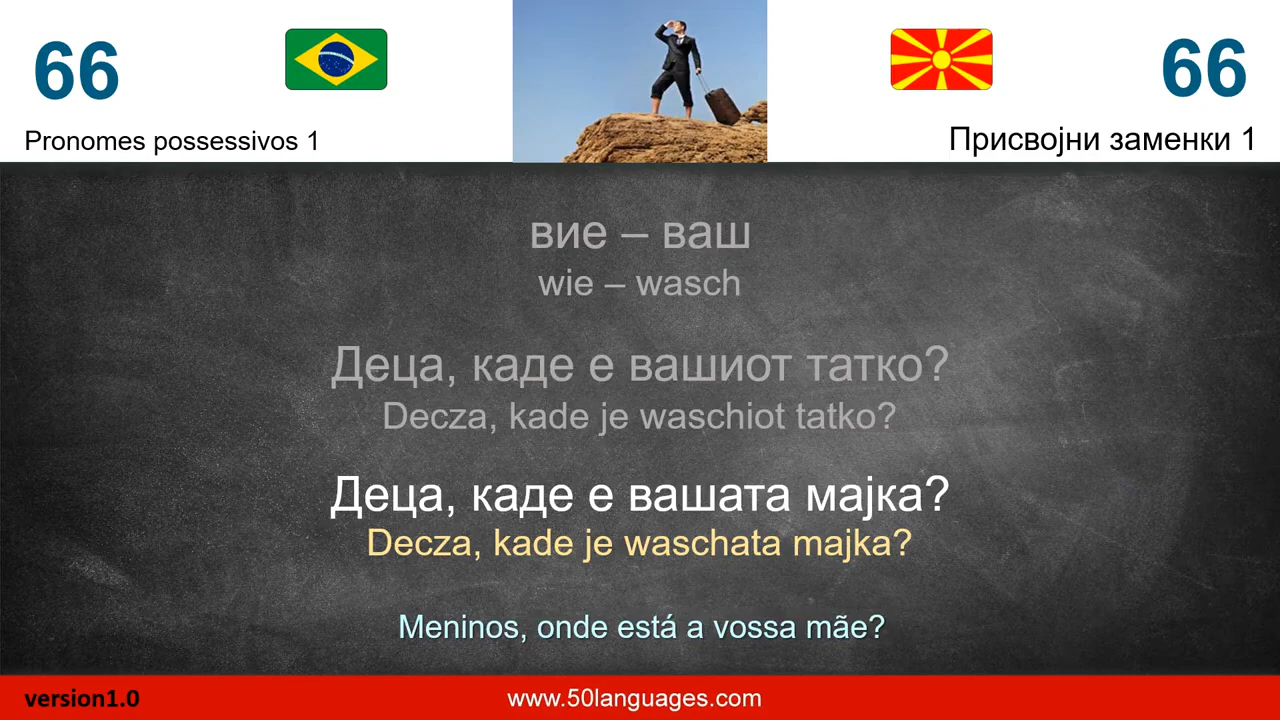 66
66
Pronomes possessivos 1
Присвојни заменки 1
вие – ваш
wie – wasch
Деца, каде е вашиот татко?
Decza, kade je waschiot tatko?
Деца, каде е вашата мајка?
Decza, kade je waschata majka?
Meninos, onde está a vossa mãe?
version1.0
www.50languages.com